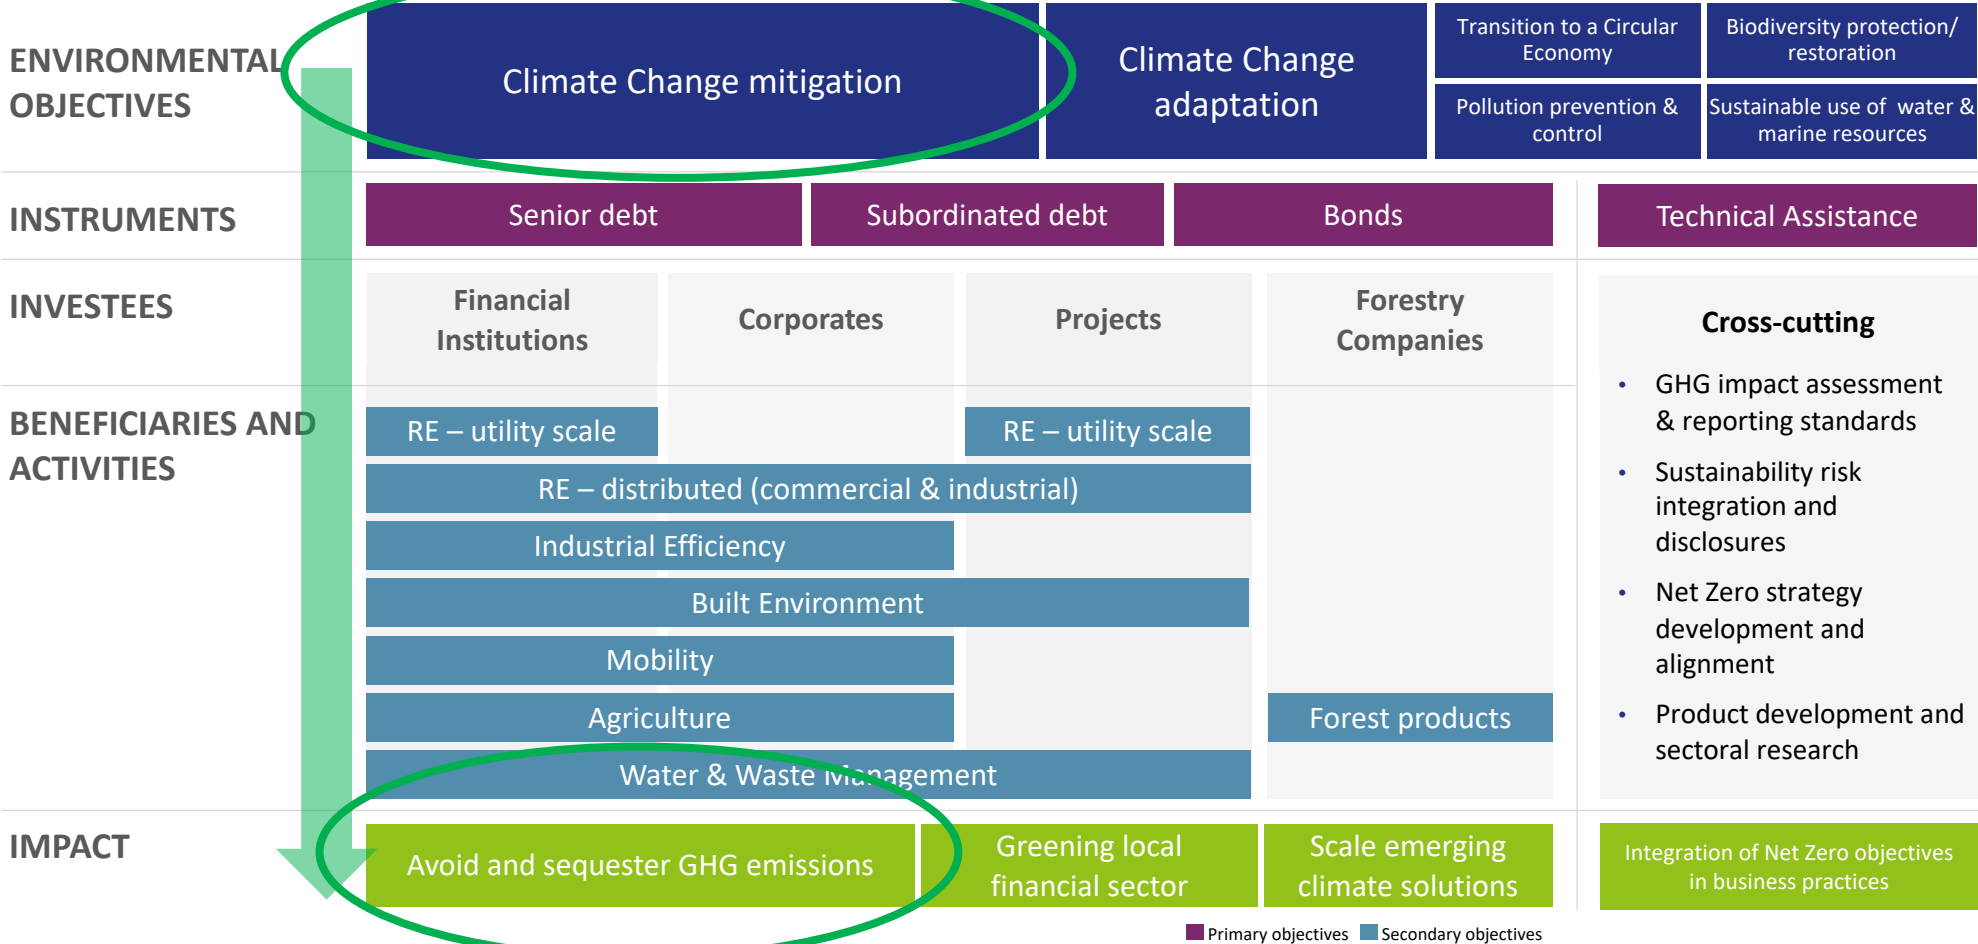 ENVIRONMENTAL
OBJECTIVES
Climate Change mitigation
Climate Change
adaptation
Transition to a Circular
Economy
Biodiversity protection/
restoration
Pollution prevention &
control
Sustainable use of water &
marine resources
INSTRUMENTS
Senior debt
Subordinated debt
Bonds
Technical Assistance
INVESTEES
Financial
Institutions
Corporates
Projects
Forestry
Companies
Cross-cutting
• GHG impact assessment
& reporting standards
• Sustainability risk
integration and
disclosures
• Net Zero strategy
development and
alignment
• Product development and
sectoral research
BENEFICIARIES AND
ACTIVITIES
RE – utility scale
RE – utility scale
RE – distributed (commercial & industrial)
Industrial Efficiency
Built Environment
Mobility
Agriculture
Forest products
Water & Waste Management
IMPACT
Avoid and sequester GHG emissions
Greening local
financial sector
Scale emerging
climate solutions
Integration of Net Zero objectives
in business practices
Primary objectives
Secondary objectives